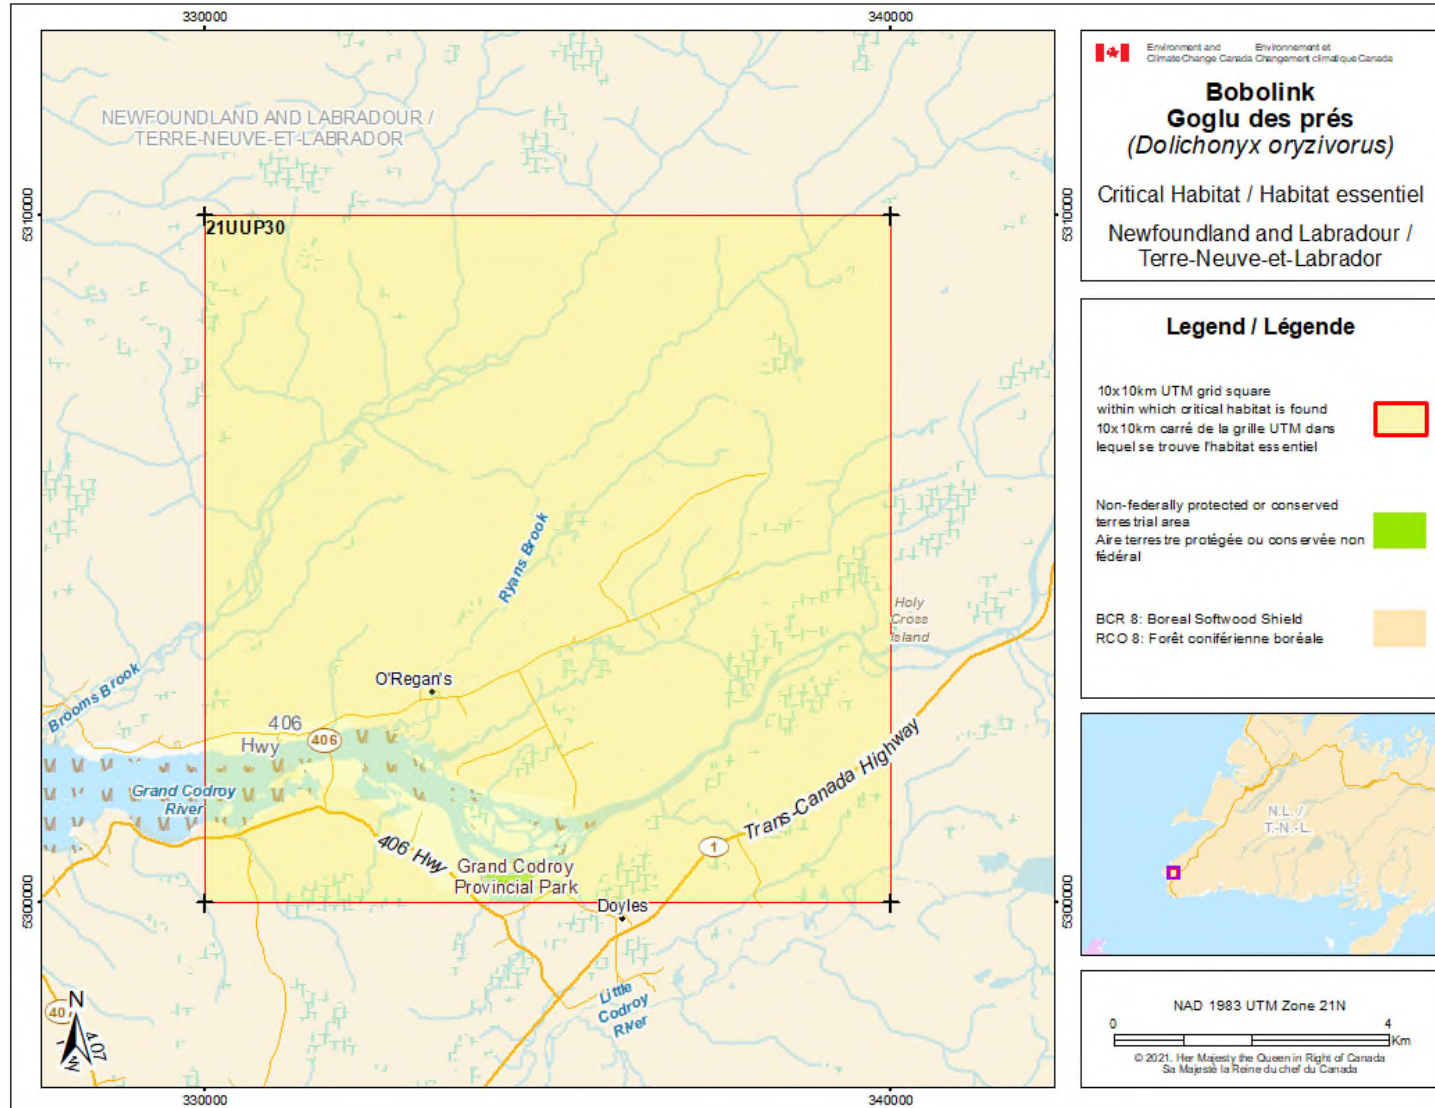 330000
340000
NEWFOUNDLAND AND LABRADOUR /
TERRE-NEUVE-ET-LABRADOR
5310000
5310000
21UUP30
Ryans Brook
Holy
Cross
Island
O'Regan's
Brooms Brook
406
Hwy
406
Grand Codroy
River
Trans-Canada Highway
1
406 Hwy
Grand Codroy
Provincial Park
5300000
5300000
Doyles
Little
Codroy
River
N
40
407
330000
340000
Environment and
Climate Change Canada
Environnement et
Changement climatique Canada
Bobolink
Goglu des prés
(Dolichonyx oryzivorus)
Critical Habitat / Habitat essentiel
Newfoundland and Labradour /
Terre-Neuve-et-Labrador
Legend / Légende
10x10km UTM grid square
within which critical habitat is found
10x10km carré de la grille UTM dans
lequel se trouve l'habitat essentiel
Non-federally protected or conserved
terrestrial area
Aire terrestre protégée ou conservée non
fédéral
BCR 8: Boreal Softwood Shield
RCO 8: Forêt coniférienne boréale
N.L. /
T.-N.-L.
NAD 1983 UTM Zone 21N
0 4
Km
© 2021. Her Majesty the Queen in Right of Canada
Sa Majesté la Reine du chef du Canada